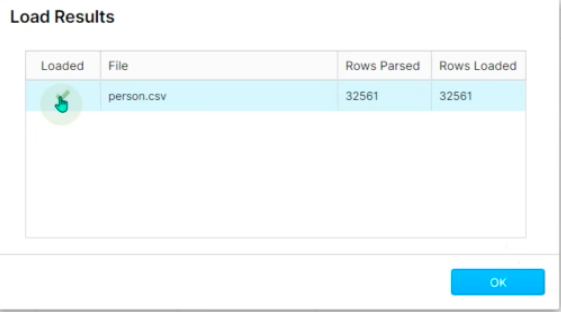 Load Results
Loaded File Rows Parsed Rows Loaded
person.csv 32561 32561
OK